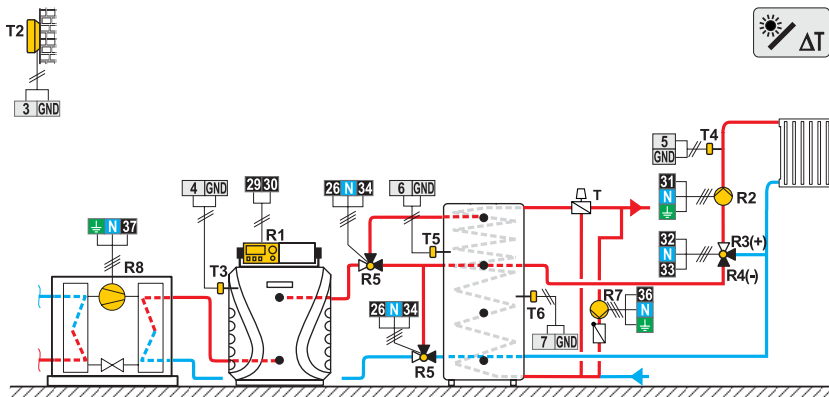 T2
ΔT
3 GND
5
GND
T4
4 GND
29 30
26 N 34
6 GND
T
31
N
R2
N 37
R1
T5
32
N
33
R3(+)
R8
T3
R5
R4(-)
26 N 34
T6
R7
36
N
7 GND
R5